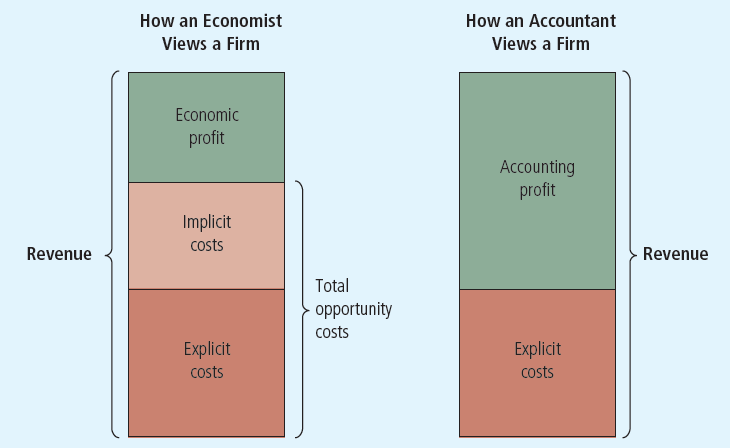 How an Economist
Views a Firm
Economic
profit
Implicit
costs
Explicit
costs
Revenue
Total
opportunity
costs
How an Accountant
Views a Firm
Accounting
profit
Explicit
costs
Revenue